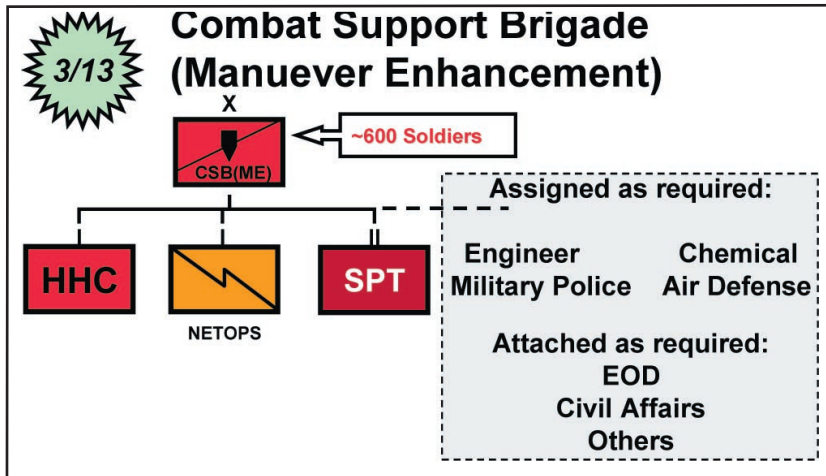 Combat Support Brigade
(Manuever Enhancement)
3/13
X
~600 Soldiers
CSB(ME)
HHC
SPT
NETOPS
Assigned as required:
Engineer Chemical
Military Police Air Defense
Attached as required:
EOD
Civil Affairs
Others